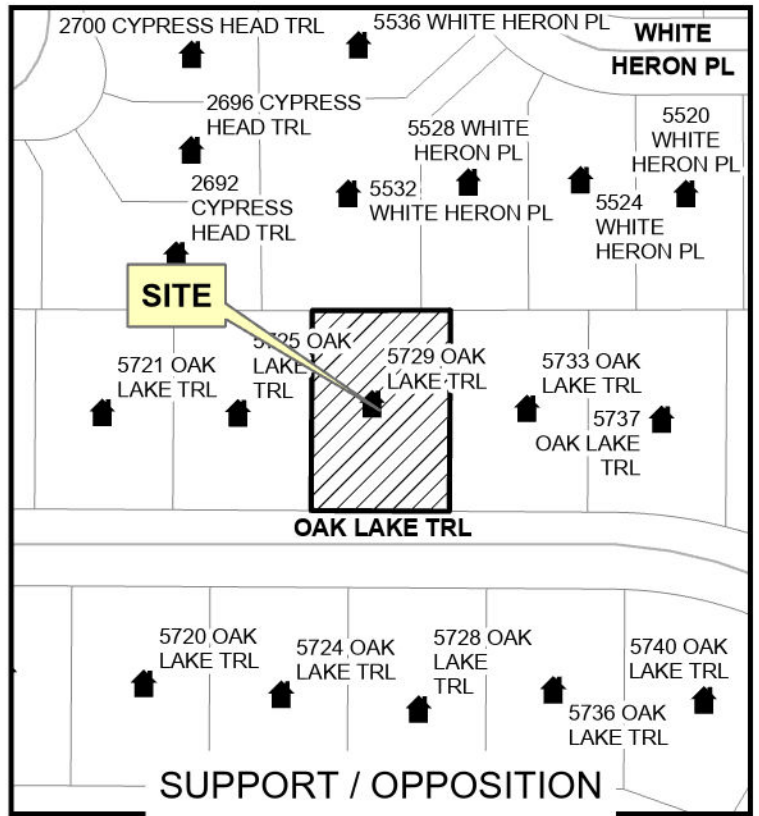 2700 CYPRESS HEAD TRL
5536 WHITE HERON PL
WHITE
HERON PL
2696 CYPRESS
HEAD TRL
5528 WHITE
HERON PL
5520
WHITE
HERON PL
2692
CYPRESS
HEAD TRL
5532
WHITE HERON PL
5524
WHITE
HERON PL
SITE
5721 OAK
LAKE TRL
5725 OAK
LAKE
TRL
5729 OAK
LAKE TRL
5733 OAK
LAKE TRL
5737
OAK LAKE
TRL
OAK LAKE TRL
5720 OAK
LAKE TRL
5724 OAK
LAKE TRL
5728 OAK
LAKE
TRL
5736 OAK
LAKE TRL
5740 OAK
LAKE TRL
SUPPORT / OPPOSITION